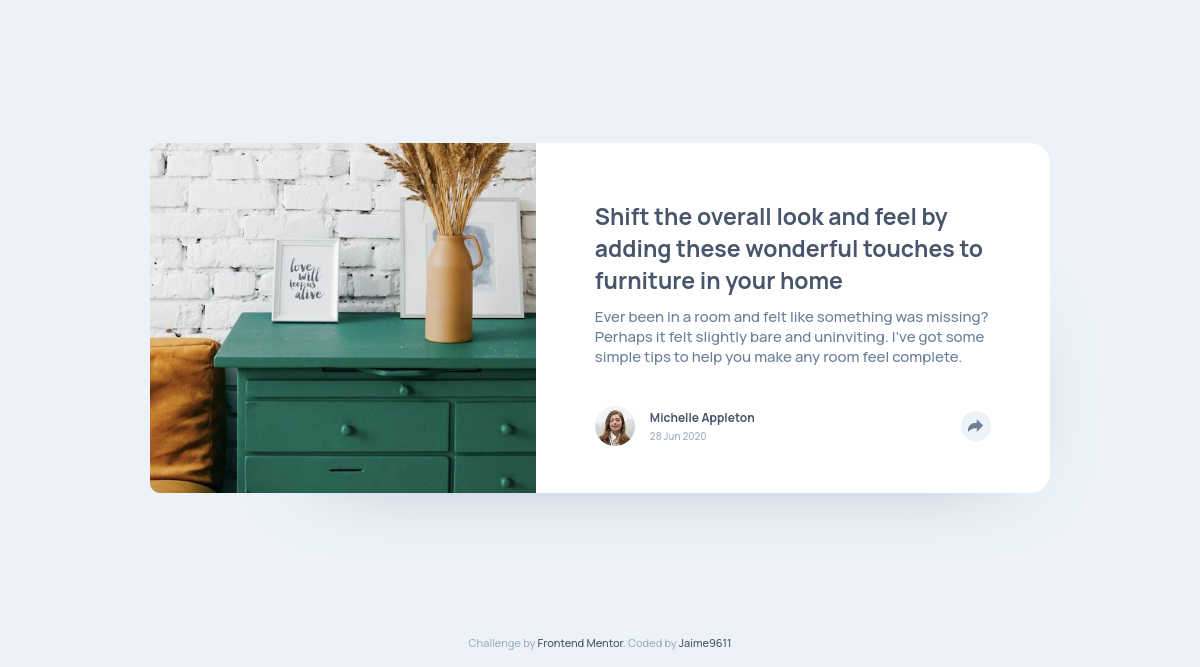 love
will
keep us
alive
Shift the overall look and feel by
adding these wonderful touches to
furniture in your home
Ever been in a room and felt like something was missing?
Perhaps it felt slightly bare and uninviting. I've got some
simple tips to help you make any room feel complete.
Michelle Appleton
28 Jun 2020
Challenge by Frontend Mentor. Coded by Jaime9611